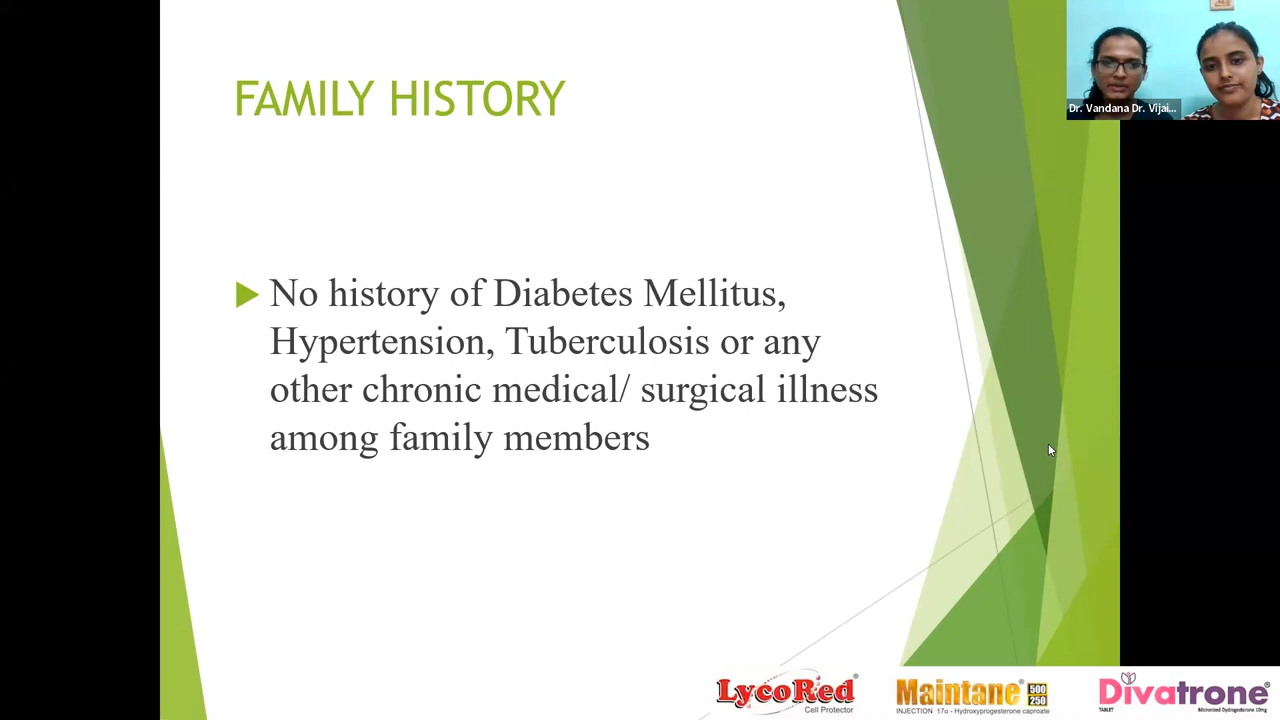 FAMILY HISTORY
Dr. Vandana Dr. Vijai...
No history of Diabetes Mellitus,
Hypertension, Tuberculosis or any
other chronic medical/ surgical illness
among family members
LycoRed®
Cell Protector
Maintane® 500 250
INJECTION 17α - Hydroxyprogesterone caproate
Divatrone®
TABLET Micronized Dydrogesterone 10mg